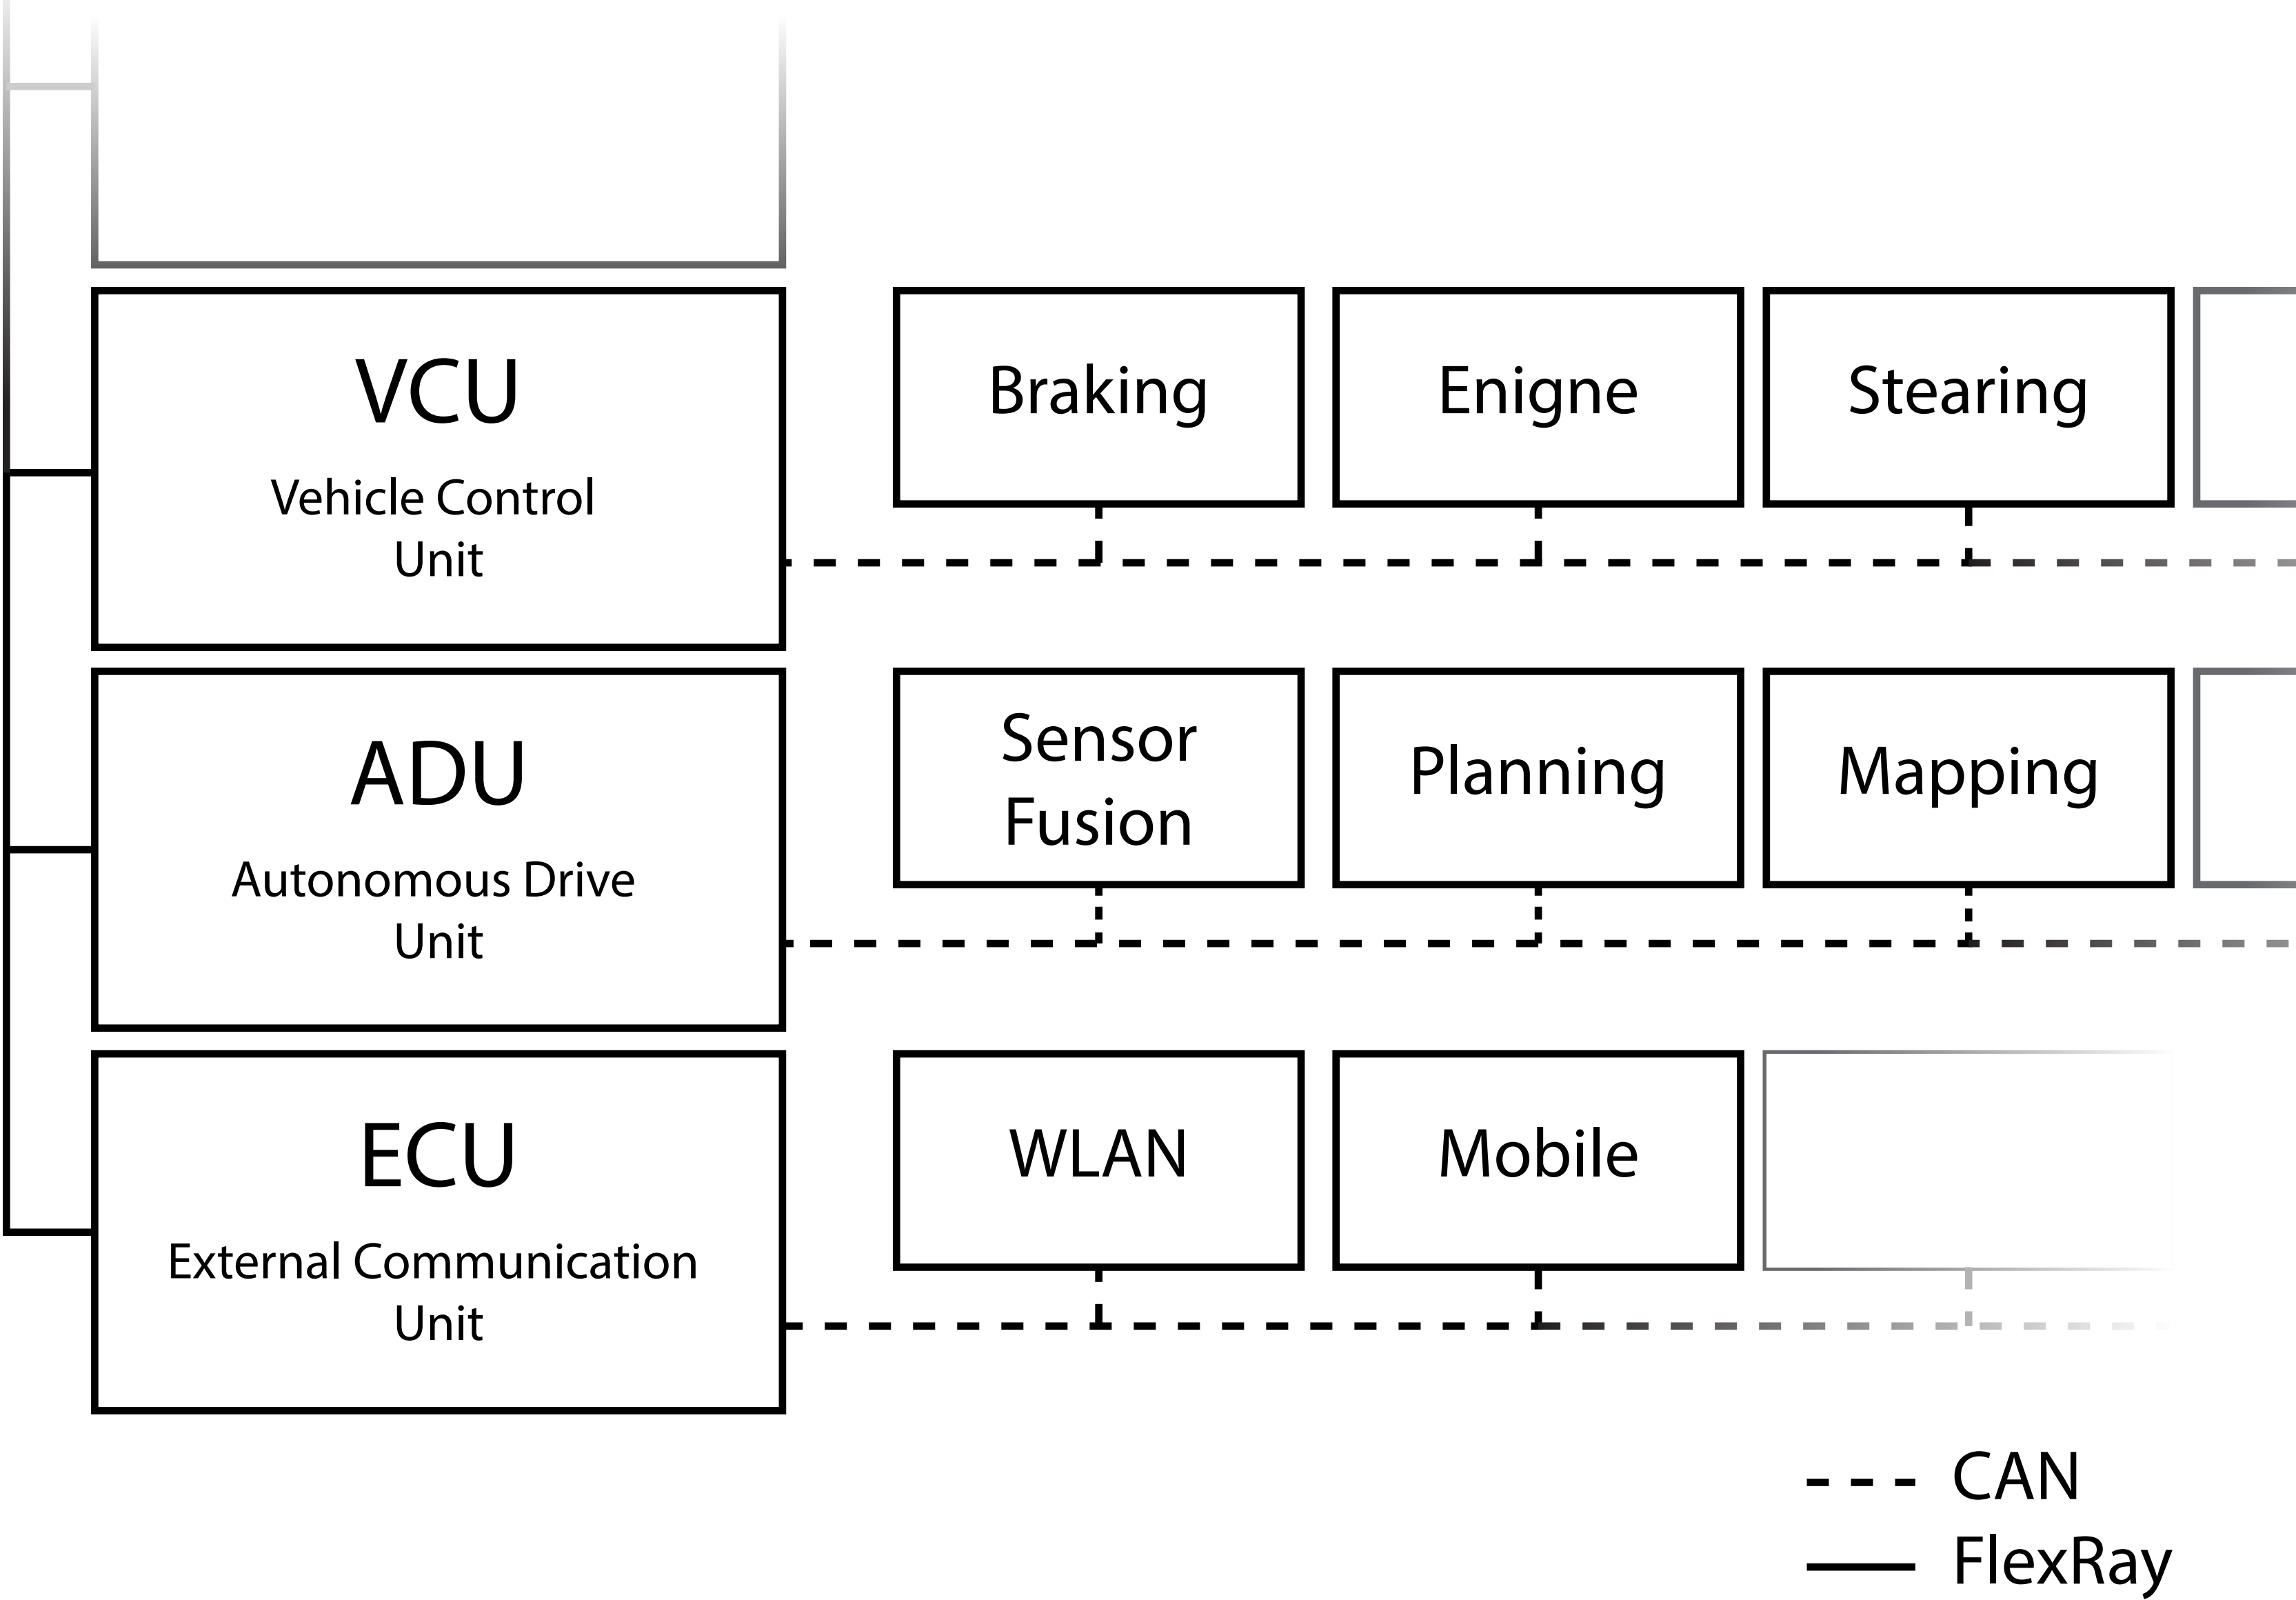 VCU
Vehicle Control
Unit
Braking
Enigne
Stearing
ADU
Autonomous Drive
Unit
Sensor
Fusion
Planning
Mapping
ECU
External Communication
Unit
WLAN
Mobile
CAN
FlexRay